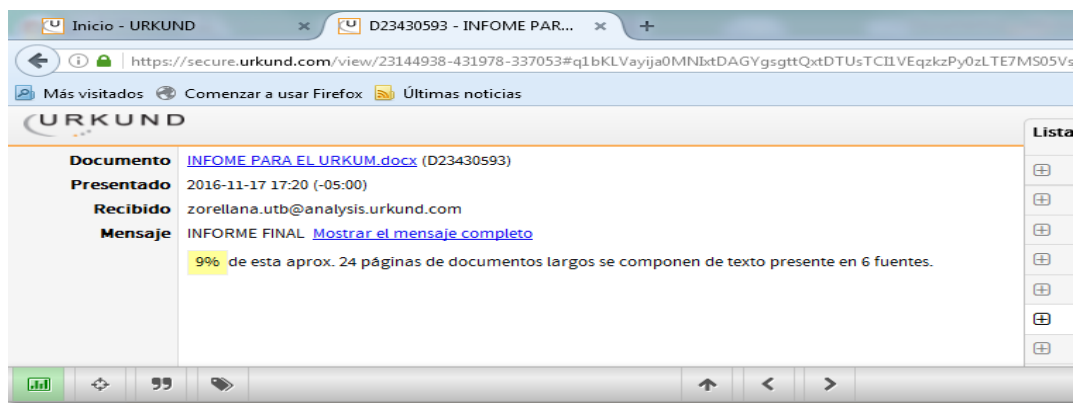 Inicio - URKUND
D23430593 - INFOME PAR...
https://secure.urkund.com/view/23144938-431978-337053#q1bKLVayija0MNIxtDAGYgsgttQxtDTUsTCI1VEqzkzPy0zLTE7MS05Vs
Más visitados Comenzar a usar Firefox Últimas noticias
URKUND
Lista
Documento INFOME PARA EL URKUM.docx (D23430593)
Presentado 2016-11-17 17:20 (-05:00)
Recibido zorellana.utb@analysis.urkund.com
Mensaje INFORME FINAL Mostrar el mensaje completo
9% de esta aprox. 24 páginas de documentos largos se componen de texto presente en 6 fuentes.